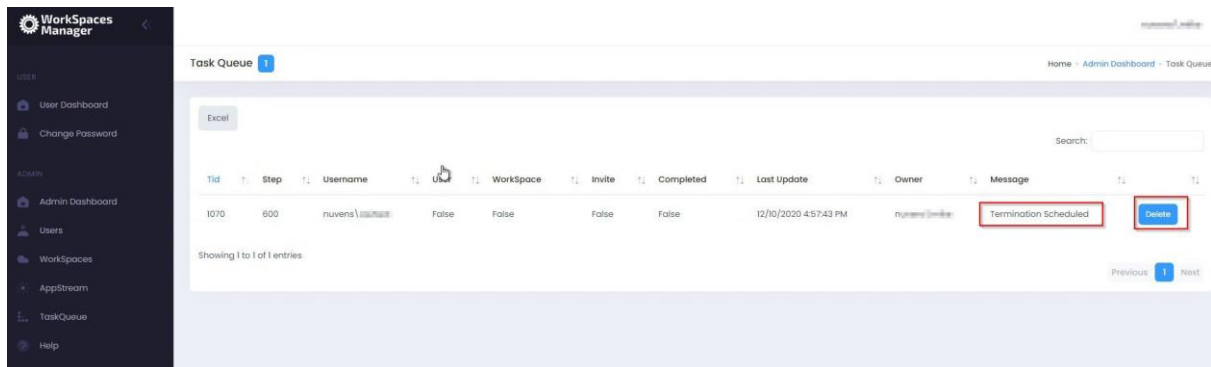 WorkSpaces
Manager
USER
User Dashboard
Change Password
ADMIN
Admin Dashboard
Users
WorkSpaces
AppStream
TaskQueue
Help
Task Queue 1
Home - Admin Dashboard - Task Queue
Excel
Search:
Tid Step Username User WorkSpace Invite Completed Last Update Owner Message
1070 600 nuvens\ False False False False 12/10/2020 4:57:43 PM Termination Scheduled Delete
Showing 1 to 1 of 1 entries
Previous 1 Next